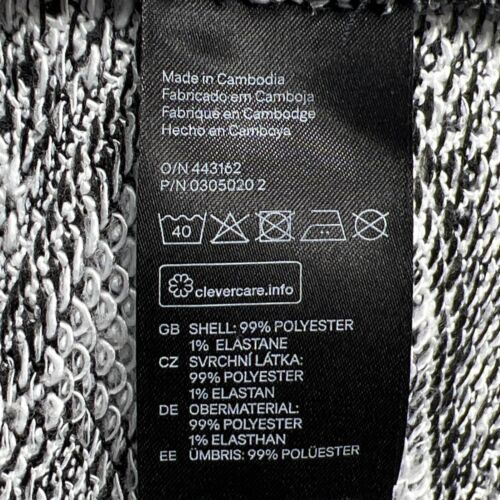 Made in Cambodia
Fabricado em Camboja
Fabrique en Cambodge
Hecho en Camboya
O/N 443162
P/N 0305020 2
40
clevercare.info
GB SHELL: 99% POLYESTER
1% ELASTANE
CZ SVRCHNÍ LÁTKA:
99% POLYESTER
1% ELASTAN
DE OBERMATERIAL:
99% POLYESTER
1% ELASTHAN
EE ÜMBRIS: 99% POLÜESTER